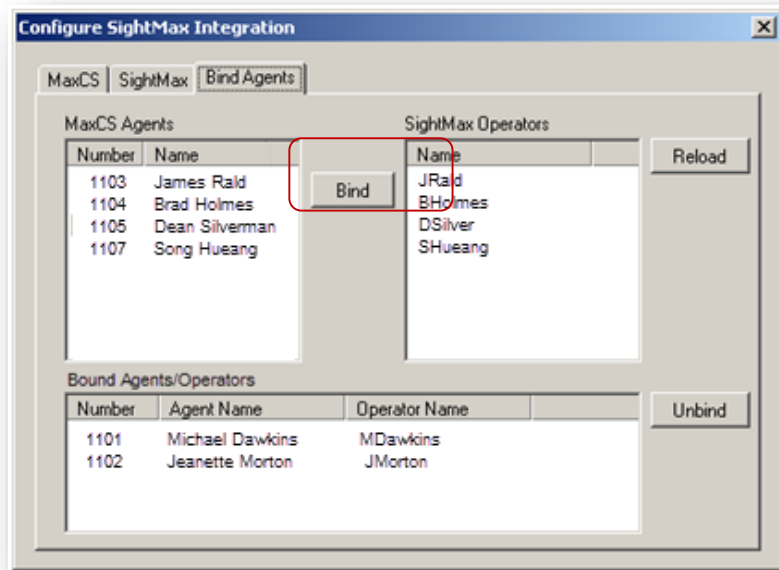 Configure SightMax Integration
MaxCS SightMax Bind Agents
MaxCS Agents
Number Name
1103 James Rald
1104 Brad Holmes
1105 Dean Silverman
1107 Song Hueang
Bind
SightMax Operators
Name
JRald
BHolmes
DSilver
SHueang
Reload
Bound Agents/Operators
Number Agent Name Operator Name
1101 Michael Dawkins MDawkins
1102 Jeanette Morton JMorton
Unbind